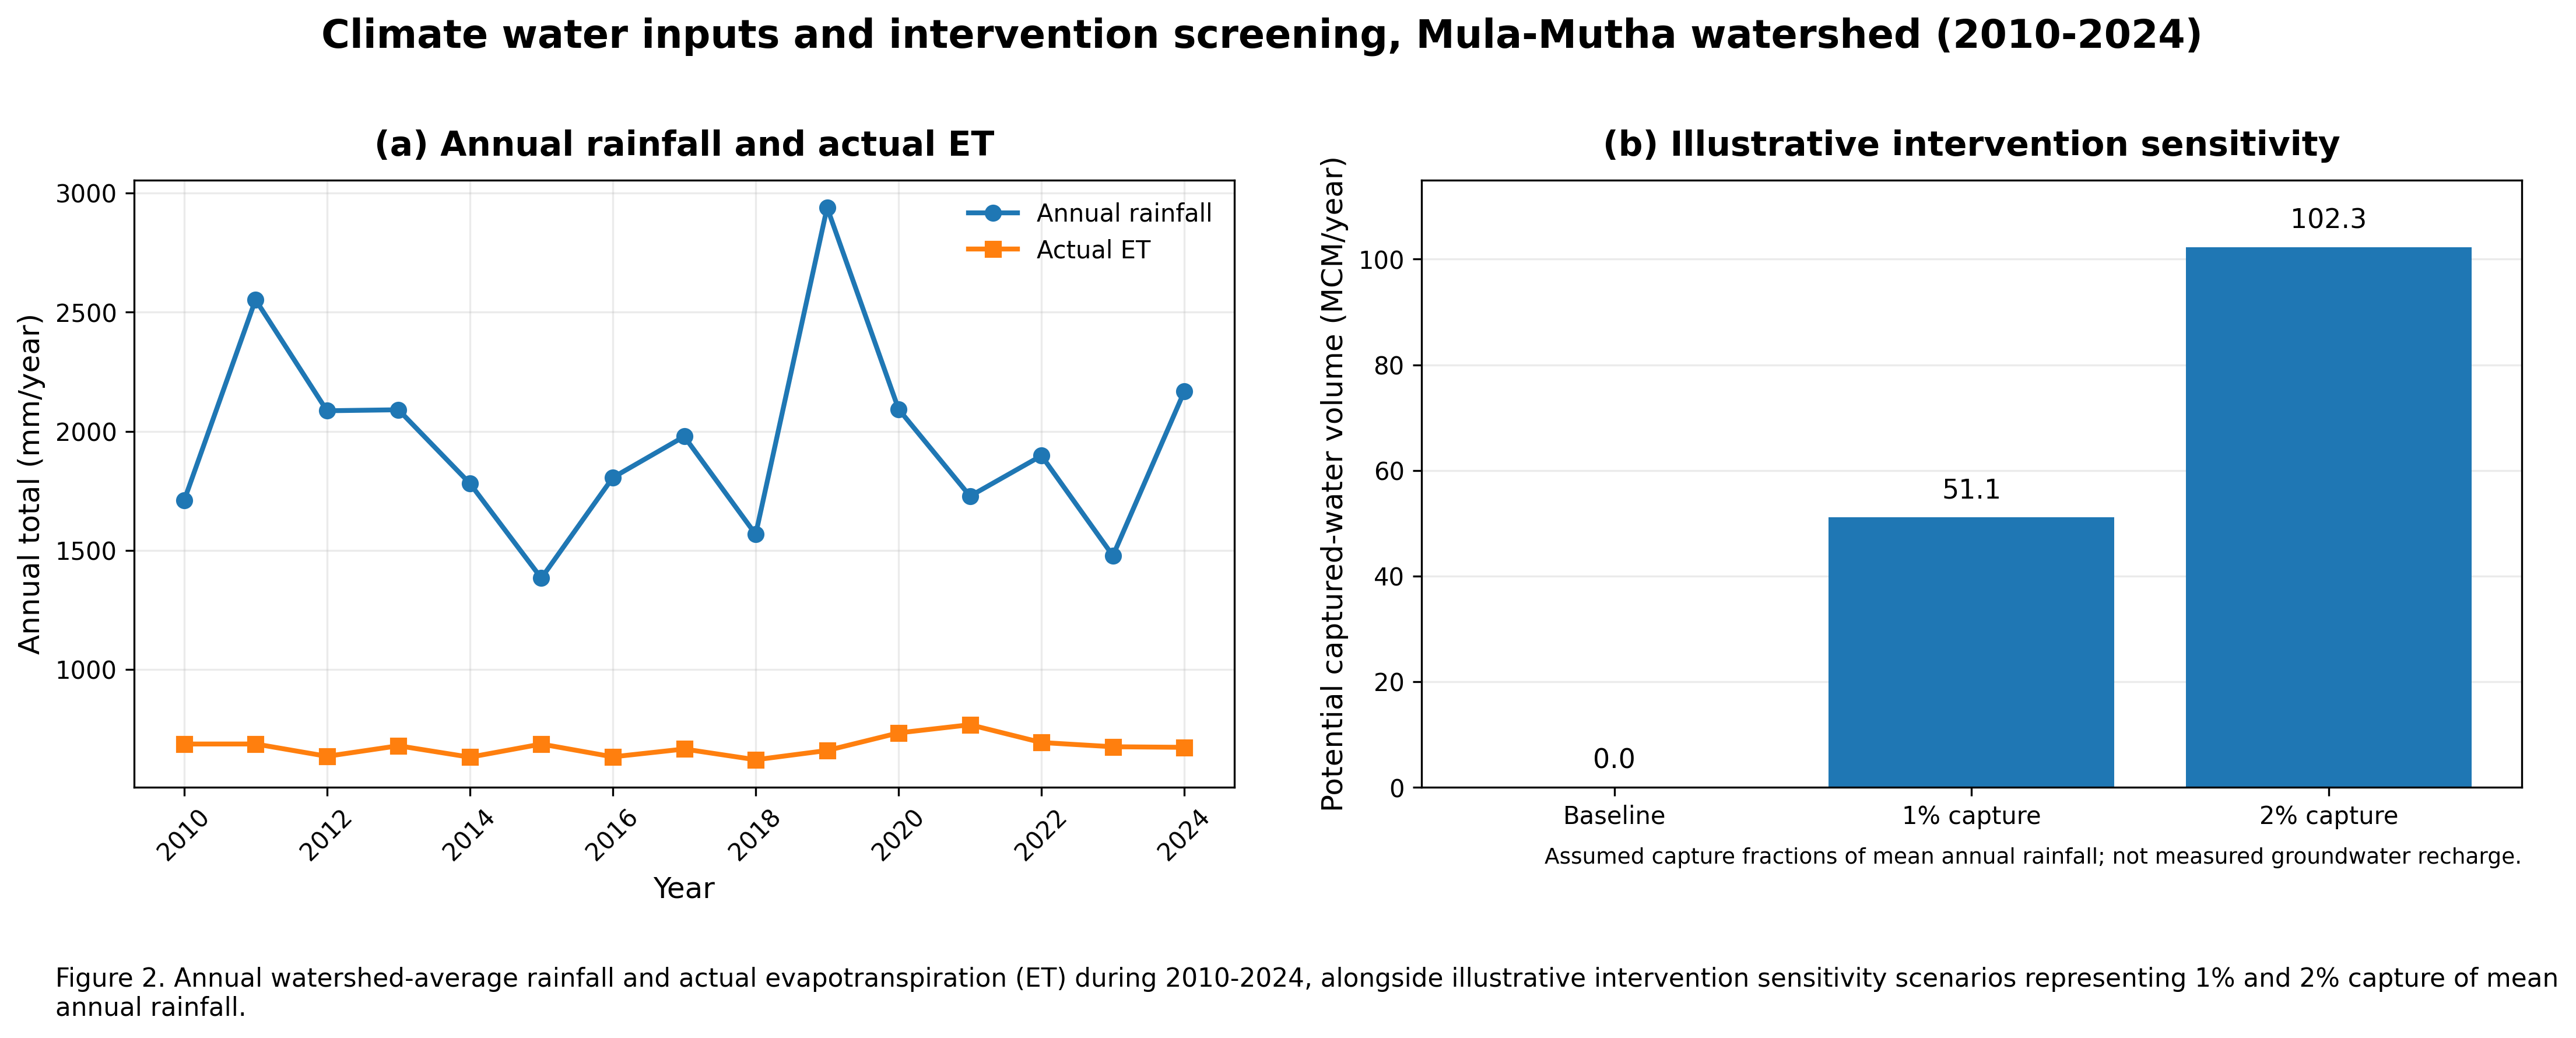 Climate water inputs and intervention screening, Mula-Mutha watershed (2010-2024)
(a) Annual rainfall and actual ET
Annual total (mm/year)
3000
2500
2000
1500
1000
Annual rainfall
Actual ET
2010
2012
2014
2016
2018
2020
2022
2024
Year
(b) Illustrative intervention sensitivity
Potential captured-water volume (MCM/year)
100
80
60
40
20
0
0.0
51.1
102.3
Baseline
1% capture
2% capture
Assumed capture fractions of mean annual rainfall; not measured groundwater recharge.
Figure 2. Annual watershed-average rainfall and actual evapotranspiration (ET) during 2010-2024, alongside illustrative intervention sensitivity scenarios representing 1% and 2% capture of mean
annual rainfall.